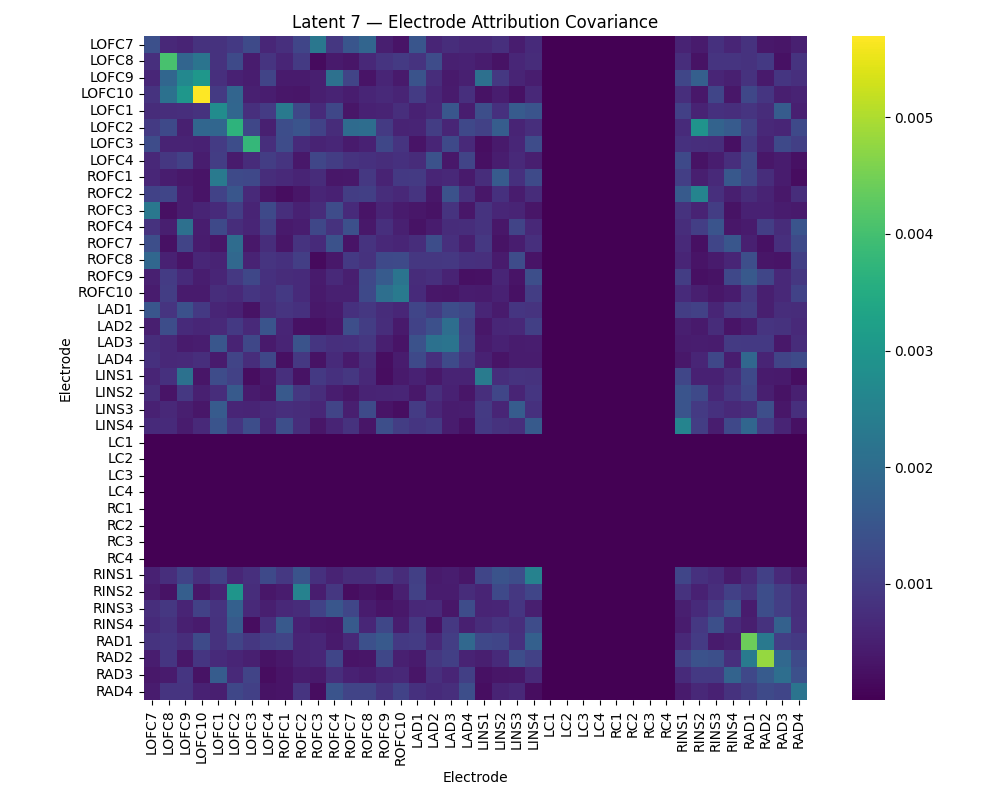 Latent 7 — Electrode Attribution Covariance
Electrode
LOFC7
LOFC8
LOFC9
LOFC10
LOFC1
LOFC2
LOFC3
LOFC4
ROFC1
ROFC2
ROFC3
ROFC4
ROFC7
ROFC8
ROFC9
ROFC10
LAD1
LAD2
LAD3
LAD4
LINS1
LINS2
LINS3
LINS4
LC1
LC2
LC3
LC4
RC1
RC2
RC3
RC4
RINS1
RINS2
RINS3
RINS4
RAD1
RAD2
RAD3
RAD4
LOFC7 LOFC8 LOFC9 LOFC10 LOFC1 LOFC2 LOFC3 LOFC4 ROFC1 ROFC2 ROFC3 ROFC4 ROFC7 ROFC8 ROFC9 ROFC10 LAD1 LAD2 LAD3 LAD4 LINS1 LINS2 LINS3 LINS4 LC1 LC2 LC3 LC4 RC1 RC2 RC3 RC4 RINS1 RINS2 RINS3 RINS4 RAD1 RAD2 RAD3 RAD4
Electrode
0.005
0.004
0.003
0.002
0.001